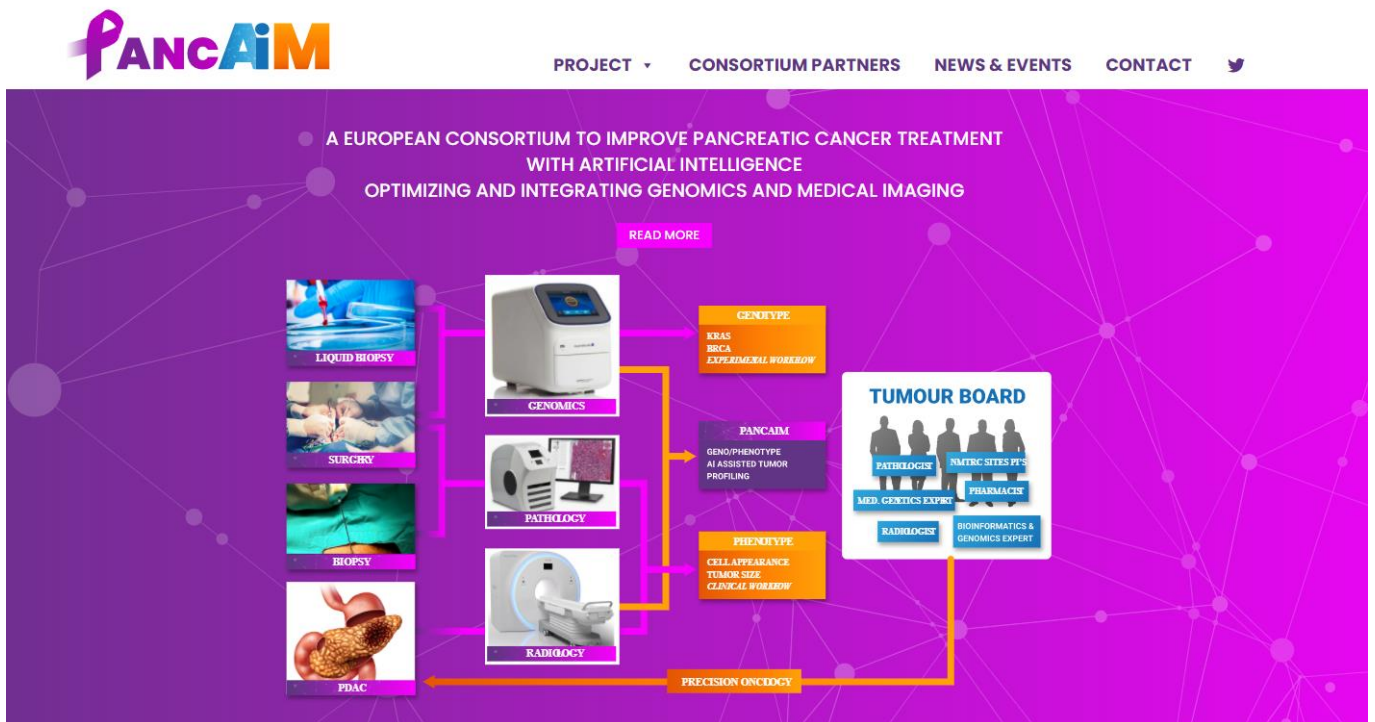 PANCAIM
PROJECT
CONSORTIUM PARTNERS
NEWS & EVENTS
CONTACT
A EUROPEAN CONSORTIUM TO IMPROVE PANCREATIC CANCER TREATMENT
WITH ARTIFICIAL INTELLIGENCE
OPTIMIZING AND INTEGRATING GENOMICS AND MEDICAL IMAGING
READ MORE
LIQUID BIOPSY
SURGERY
BIOPSY
PDAC
GENOMICS
PATHOLOGY
RADIOLOGY
GENOTYPE
KRAS
BRCA
EXPERIMENTAL WORKFLOW
PANCAIM
GENO/PHENOTYPE
AI ASSISTED TUMOR
PROFILING
PHENOTYPE
CELL APPEARANCE
TUMOR SIZE
CLINICAL WORKFLOW
TUMOUR BOARD
PATHOLOGIST
NMTRC SITES PI'S
MED. GENETICS EXPERT
PHARMACIST
RADIOLOGIST
BIOINFORMATICS &
GENOMICS EXPERT
PRECISION ONCOLOGY